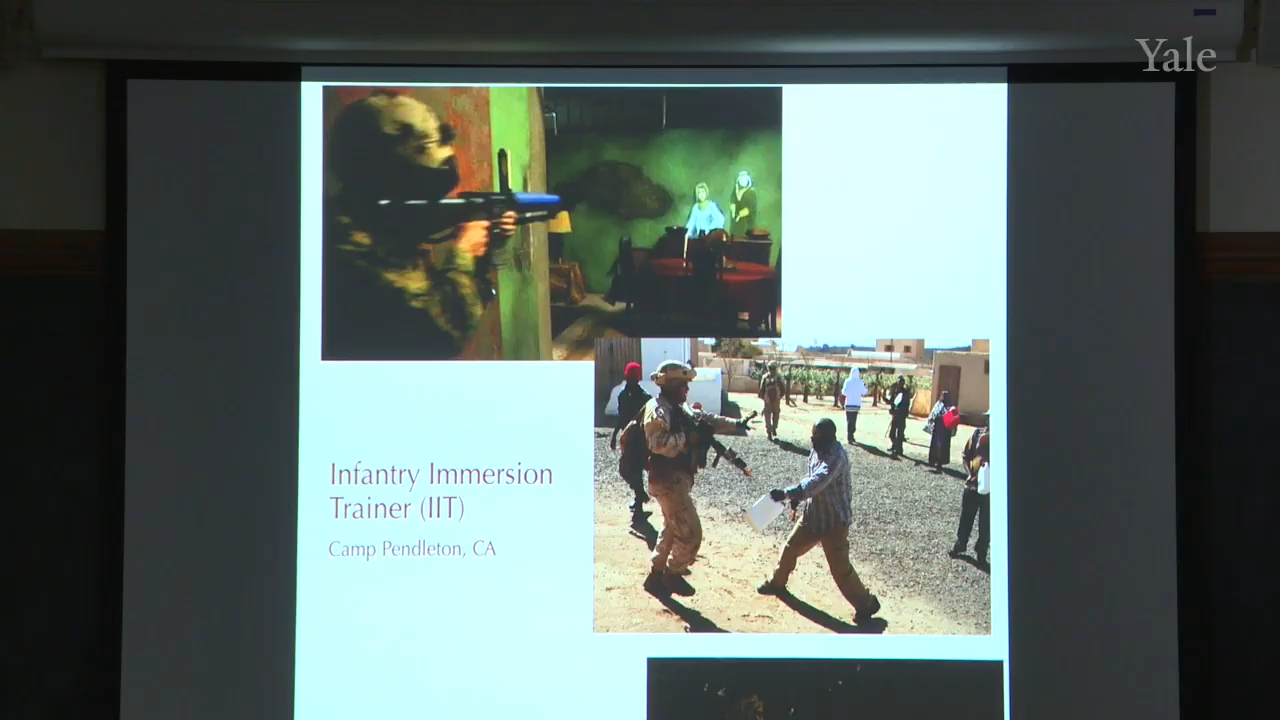 Yale
Infantry Immersion
Trainer (IIT)
Camp Pendleton, CA